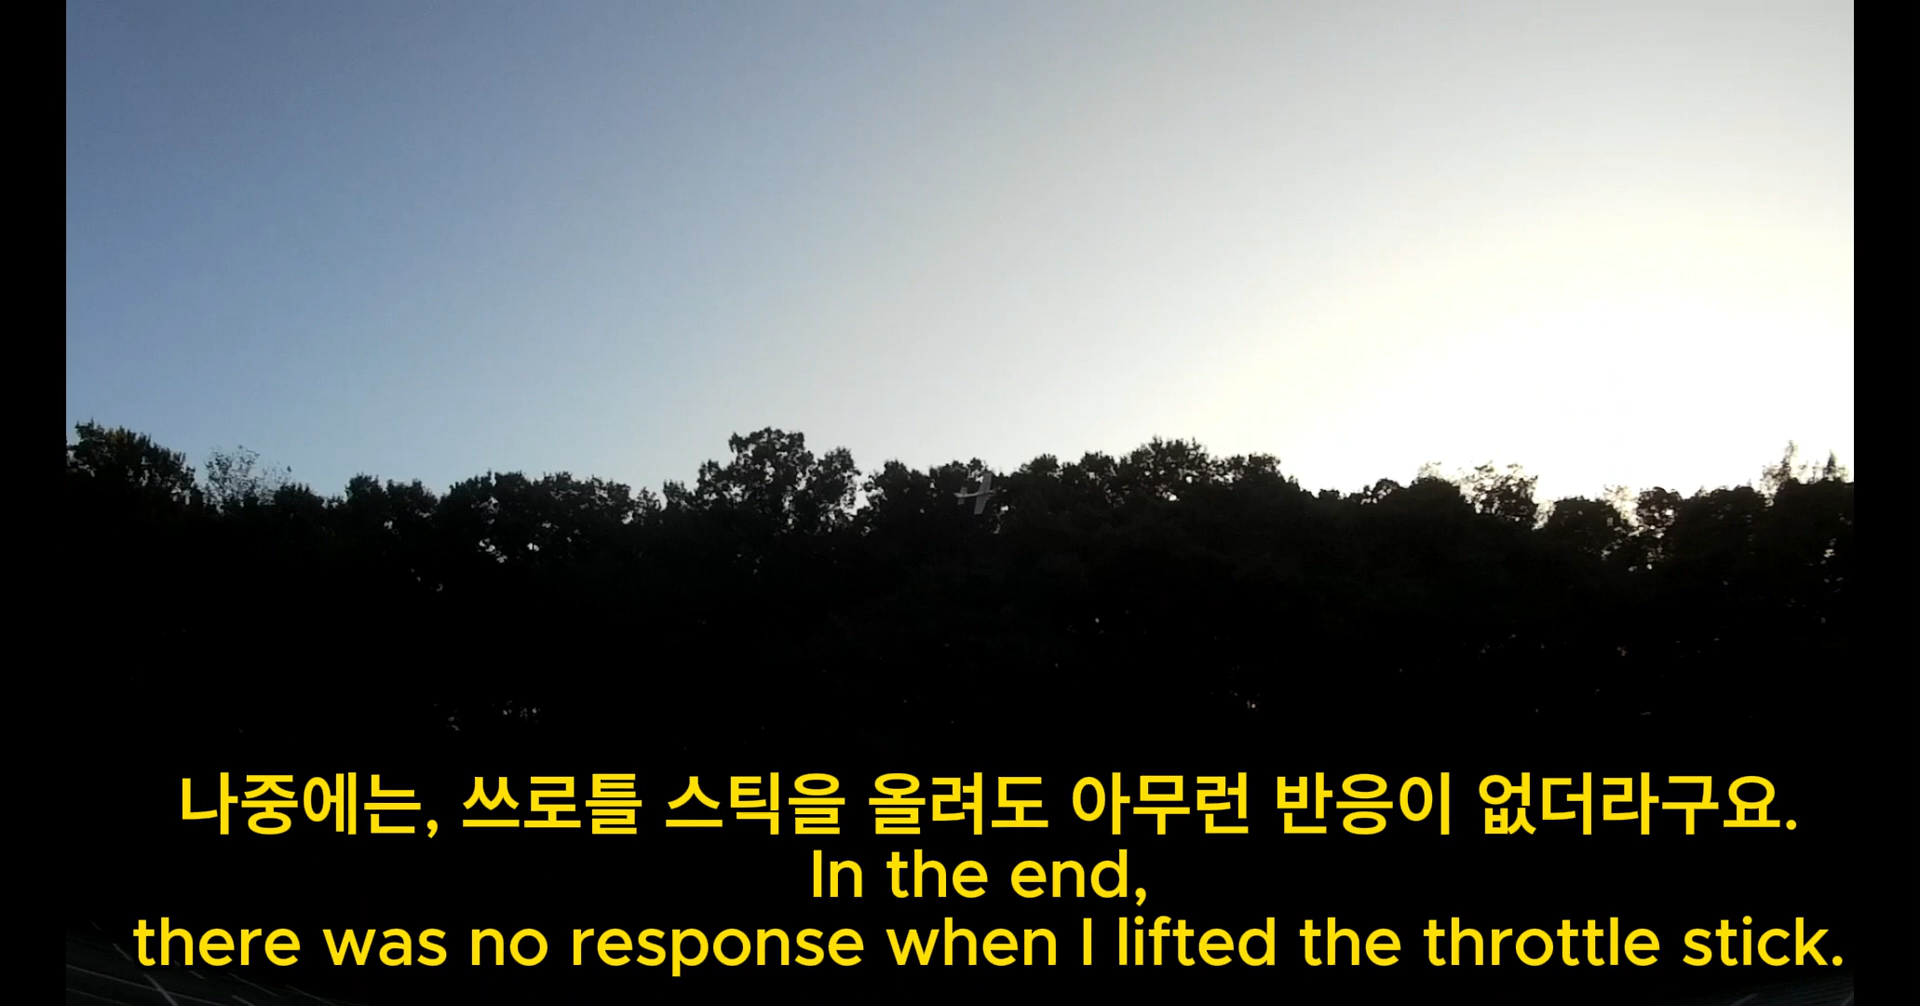 나중에는, 쓰로틀 스틱을 올려도 아무런 반응이 없더라구요.
In the end,
there was no response when I lifted the throttle stick.